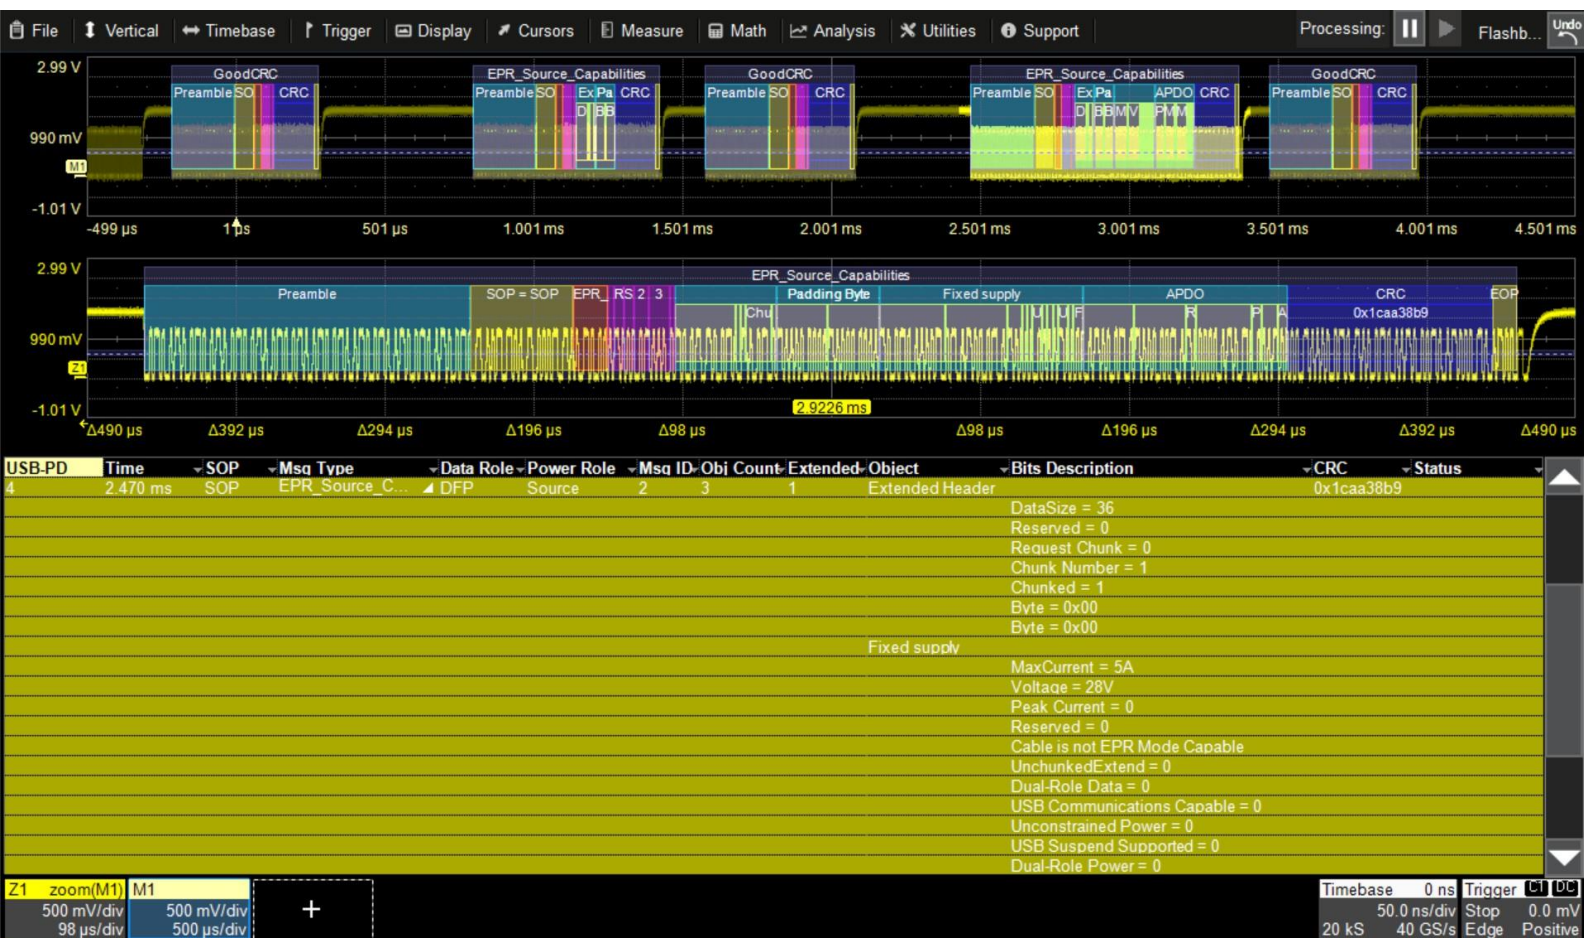 File Vertical Timebase Trigger Display Cursors Measure Math Analysis Utilities Support Processing: Flashb... Undo
2.99 V
GoodCRC EPR_Source_Capabilities GoodCRC EPR_Source_Capabilities GoodCRC
Preamble SO CRC Preamble SO Ex Pa CRC Preamble SO CRC Preamble SO Ex Pa APDO CRC Preamble SO CRC
D B B D B B M V P M M
990 mV
M1
-1.01 V
-499 µs 1 µs 501 µs 1.001 ms 1.501 ms 2.001 ms 2.501 ms 3.001 ms 3.501 ms 4.001 ms 4.501 ms
2.99 V
EPR_Source_Capabilities
Preamble SOP = SOP EPR_ RS 2 3 Padding Byte Fixed supply APDO CRC EOP
Chu U U F R P A 0x1caa38b9
990 mV
Z1
-1.01 V
2.9226 ms
Δ490 µs Δ392 µs Δ294 µs Δ196 µs Δ98 µs Δ98 µs Δ196 µs Δ294 µs Δ392 µs Δ490 µs
USB-PD Time SOP Msg Type Data Role Power Role Msg ID Obj Count Extended Object Bits Description CRC Status
4 2.470 ms SOP EPR_Source_C... DFP Source 2 3 1 Extended Header 0x1caa38b9
DataSize = 36
Reserved = 0
Request Chunk = 0
Chunk Number = 1
Chunked = 1
Byte = 0x00
Byte = 0x00
Fixed supply
MaxCurrent = 5A
Voltage = 28V
Peak Current = 0
Reserved = 0
Cable is not EPR Mode Capable
UnchunkedExtend = 0
Dual-Role Data = 0
USB Communications Capable = 0
Unconstrained Power = 0
USB Suspend Supported = 0
Dual-Role Power = 0
Z1 zoom(M1) M1 Timebase 0 ns Trigger C1 DC
500 mV/div 500 mV/div + 50.0 ns/div Stop 0.0 mV
98 µs/div 500 µs/div 20 kS 40 GS/s Edge Positive